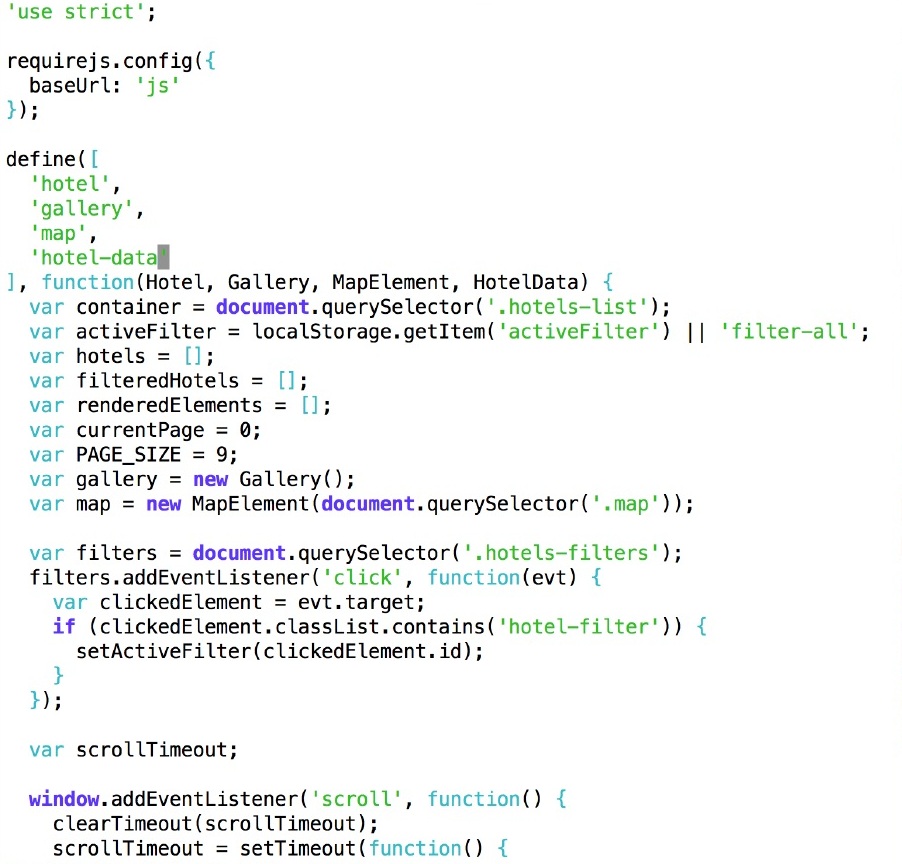 'use strict';

requirejs.config({
  baseUrl: 'js'
});

define([
  'hotel',
  'gallery',
  'map',
  'hotel-data'
], function(Hotel, Gallery, MapElement, HotelData) {
  var container = document.querySelector('.hotels-list');
  var activeFilter = localStorage.getItem('activeFilter') || 'filter-all';
  var hotels = [];
  var filteredHotels = [];
  var renderedElements = [];
  var currentPage = 0;
  var PAGE_SIZE = 9;
  var gallery = new Gallery();
  var map = new MapElement(document.querySelector('.map'));

  var filters = document.querySelector('.hotels-filters');
  filters.addEventListener('click', function(evt) {
    var clickedElement = evt.target;
    if (clickedElement.classList.contains('hotel-filter')) {
      setActiveFilter(clickedElement.id);
    }
  });

  var scrollTimeout;

  window.addEventListener('scroll', function() {
    clearTimeout(scrollTimeout);
    scrollTimeout = setTimeout(function() {